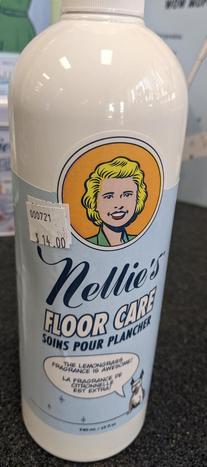 000721
$ 14.00
Nellie's
FLOOR CARE
SOINS POUR PLANCHER
THE LEMONGRASS
FRAGRANCE IS AWESOME!
LA FRAGRANCE DE
CITRONNELLE
EST EXTRA!